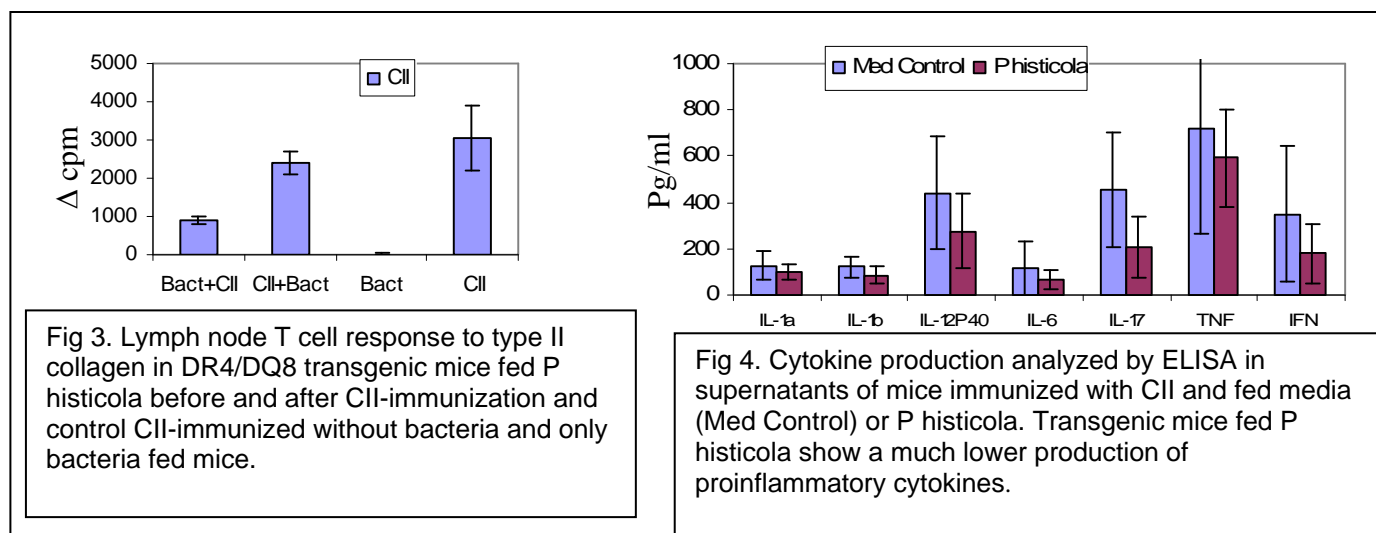 5000
4000
3000
2000
1000
0
Δ cpm
CII
Bact+CII CII+Bact Bact CII
Fig 3. Lymph node T cell response to type II
collagen in DR4/DQ8 transgenic mice fed P
histicola before and after CII-immunization and
control CII-immunized without bacteria and only
bacteria fed mice.
1000
800
600
400
200
0
Pg/ml
Med Control P histicola
IL-1a IL-1b IL-12P40 IL-6 IL-17 TNF IFN
Fig 4. Cytokine production analyzed by ELISA in
supernatants of mice immunized with CII and fed media
(Med Control) or P histicola. Transgenic mice fed P
histicola show a much lower production of
proinflammatory cytokines.